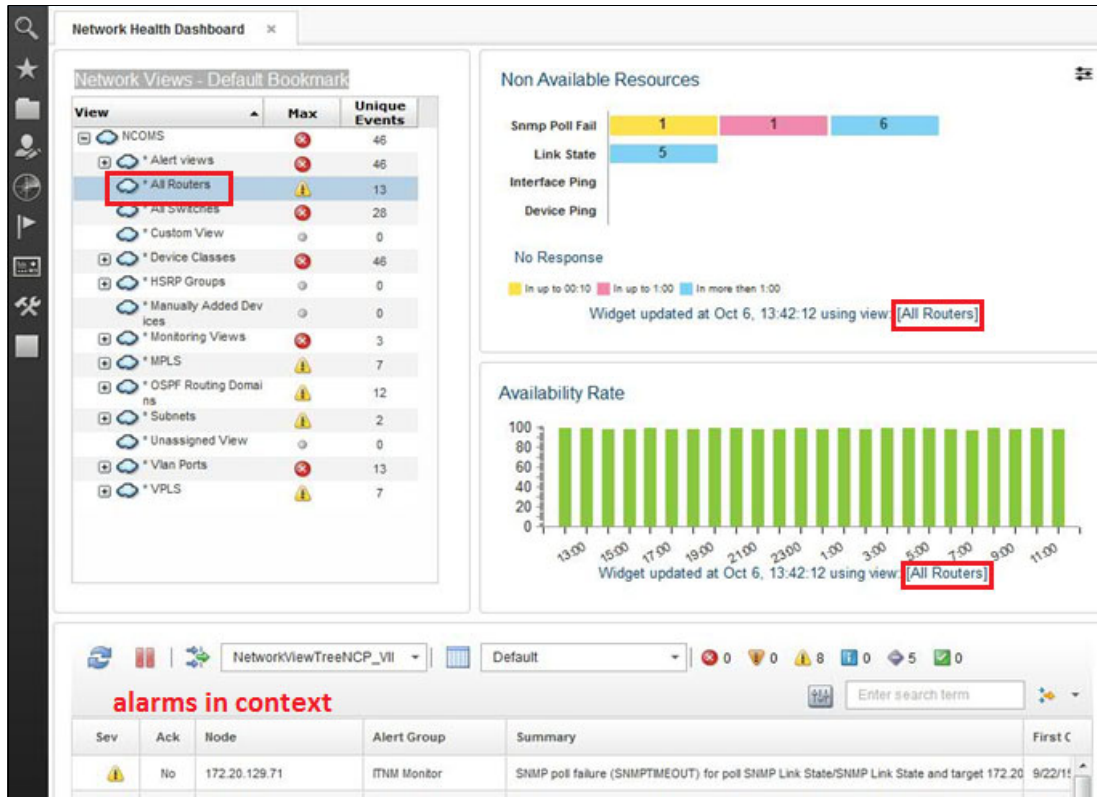 Network Health Dashboard ×
Network Views - Default Bookmark
View Max Unique Events
NCOMS 46
* Alert views 46
* All Routers 13
* All Switches 28
* Custom View 0
* Device Classes 46
* HSRP Groups 0
* Manually Added Dev
ices 0
* Monitoring Views 3
* MPLS 7
* OSPF Routing Domai
ns 12
* Subnets 2
* Unassigned View 0
* Vlan Ports 13
* VPLS 7
Non Available Resources
Snmp Poll Fail 1 1 6
Link State 5
Interface Ping
Device Ping
No Response
In up to 00:10 In up to 1:00 In more then 1:00
Widget updated at Oct 6, 13:42:12 using view: [All Routers]
Availability Rate
100
80
60
40
20
0
13:00 15:00 17:00 19:00 21:00 23:00 1:00 3:00 5:00 7:00 9:00 11:00
Widget updated at Oct 6, 13:42:12 using view: [All Routers]
NetworkViewTreeNCP_VII Default 0 0 8 0 5 0
Enter search term
alarms in context
Sev Ack Node Alert Group Summary First
No 172.20.129.71 ITNM Monitor SNMP poll failure (SNMPTIMEOUT) for poll SNMP Link State/SNMP Link State and target 172.20